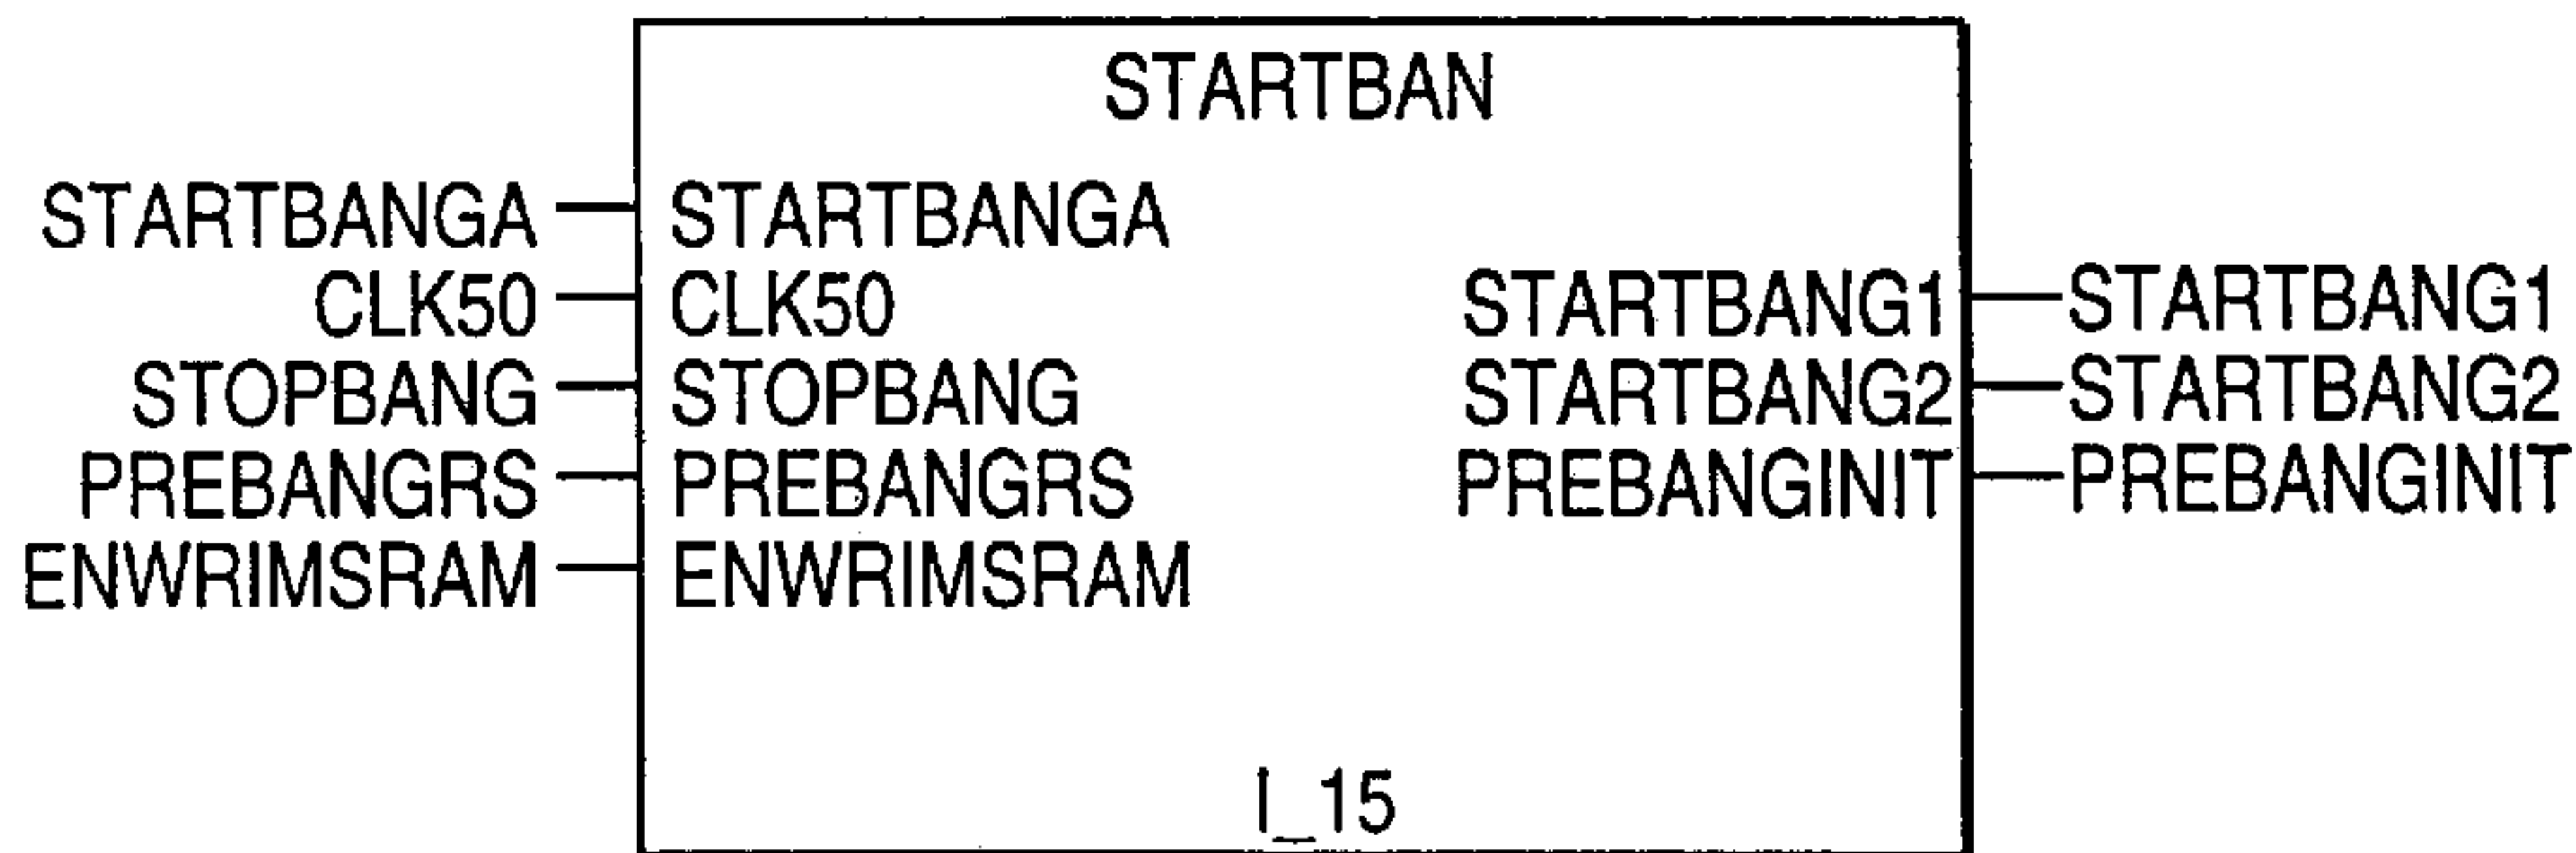 STARTBAN
STARTBANGA STARTBANGA
CLK50 CLK50 STARTBANG1 STARTBANG1
STOPBANG STOPBANG STARTBANG2 STARTBANG2
PREBANGRS PREBANGRS PREBANGINIT PREBANGINIT
ENWRIMSRAM ENWRIMSRAM
I_15